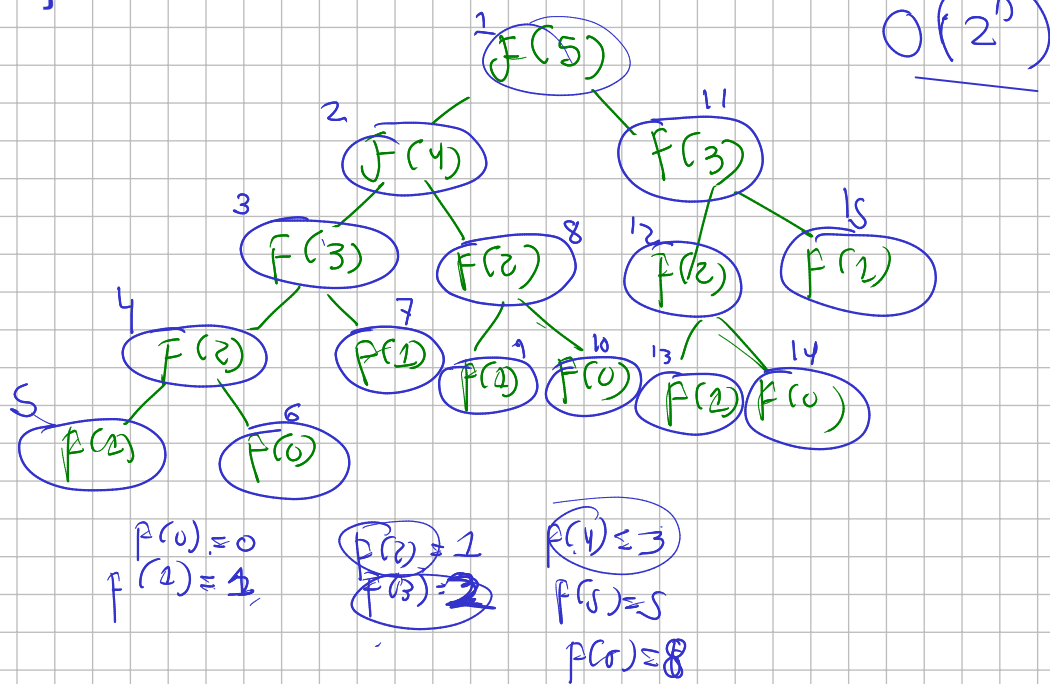 O(2^n)
1 F(5)
2 F(4) 11 F(3)
3 F(3) 8 F(2) 12 F(2) 15 F(1)
4 F(2) 7 F(1) 9 F(1) 10 F(0) 13 F(1) 14 F(0)
5 F(1) 6 F(0)
F(0) = 0
F(1) = 1
F(2) = 1
F(3) = 2
F(4) = 3
F(5) = 5
F(6) = 8